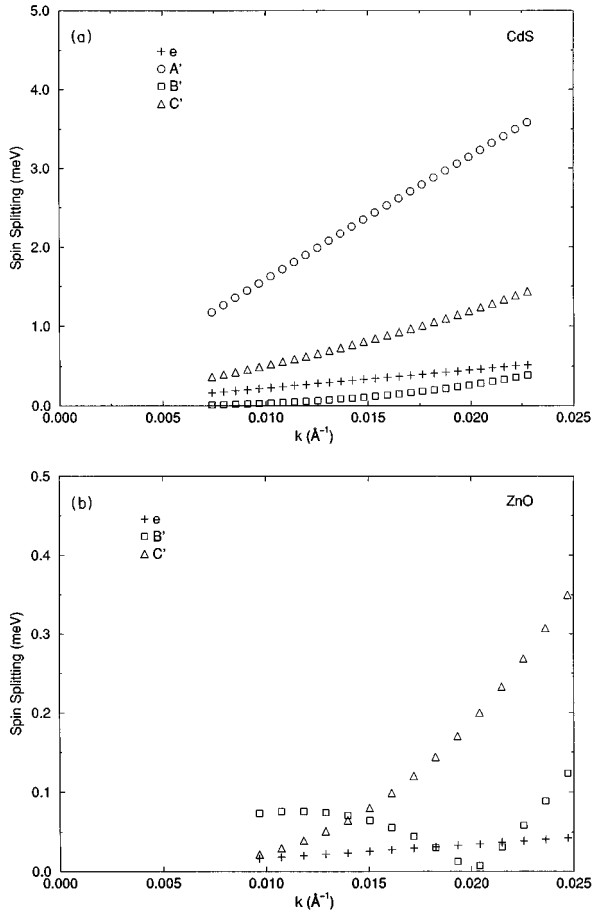 (a)
CdS
+ e
○ A'
□ B'
△ C'
5.0
4.0
3.0
2.0
1.0
0.0
Spin Splitting (meV)
0.000 0.005 0.010 0.015 0.020 0.025
k (Å⁻¹)
(b)
ZnO
+ e
□ B'
△ C'
0.5
0.4
0.3
0.2
0.1
0.0
Spin Splitting (meV)
0.000 0.005 0.010 0.015 0.020 0.025
k (Å⁻¹)